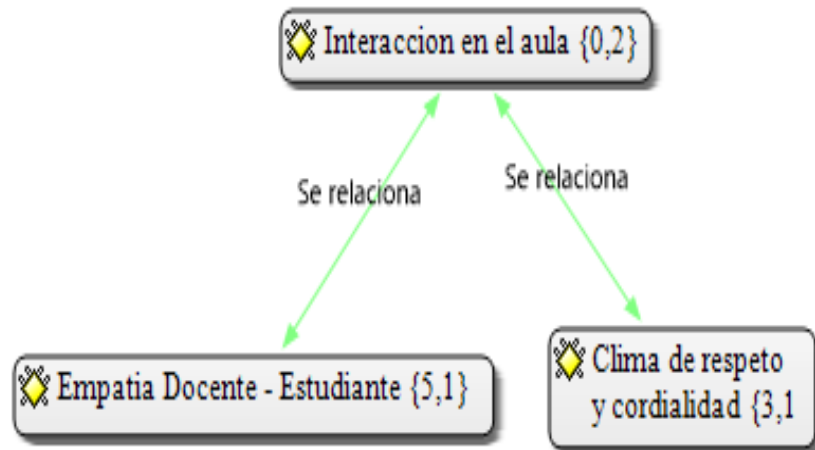 Interaccion en el aula {0,2}
Se relaciona
Se relaciona
Empatia Docente - Estudiante {5,1}
Clima de respeto
y cordialidad {3,1